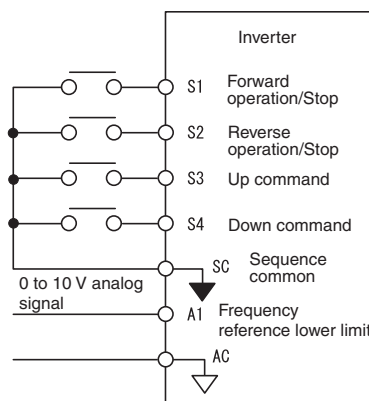 Inverter
S1 Forward
operation/Stop
S2 Reverse
operation/Stop
S3 Up command
S4 Down command
SC Sequence
common
0 to 10 V analog
signal
A1 Frequency
reference lower limit
AC